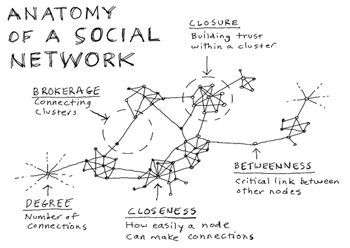 ANATOMY
OF A SOCIAL
NETWORK
CLOSURE
Building trust
within a cluster
BROKERAGE
Connecting
clusters
BETWEENNESS
Critical link between
other nodes
DEGREE
Number of
connections
CLOSENESS
How easily a node
can make connections